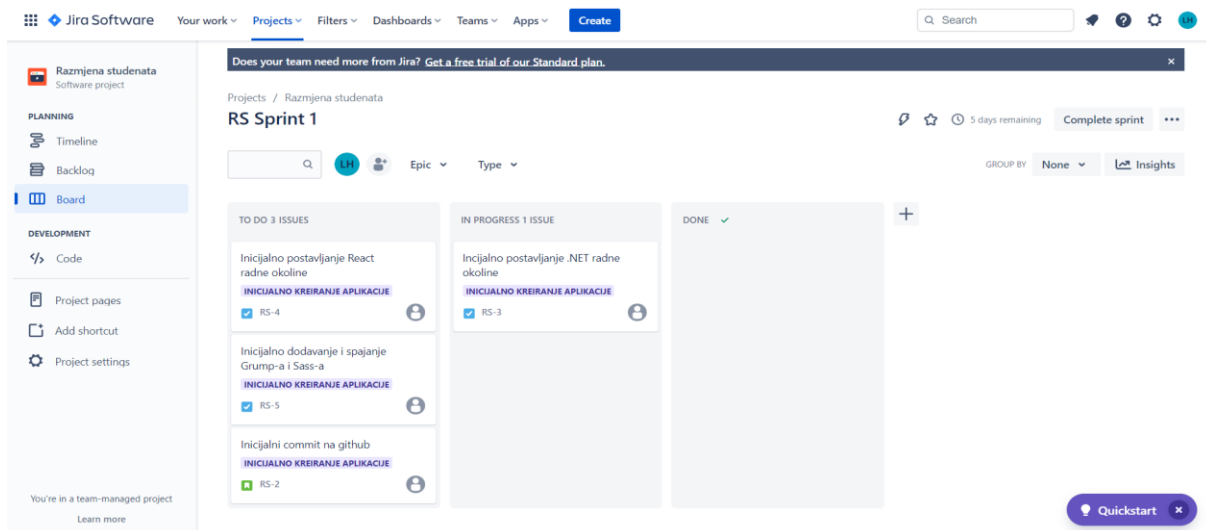 Jira Software Your work Projects Filters Dashboards Teams Apps Create Search LH
Razmjena studenata
Software project
PLANNING
Timeline
Backlog
Board
DEVELOPMENT
Code
Project pages
Add shortcut
Project settings
You're in a team-managed project
Learn more
Does your team need more from Jira? Get a free trial of our Standard plan.
Projects / Razmjena studenata
RS Sprint 1
5 days remaining Complete sprint
LH Epic Type GROUP BY None Insights
TO DO 3 ISSUES
Inicijalno postavljanje React
radne okoline
INICIJALNO KREIRANJE APLIKACIJE
RS-4
Inicijalno dodavanje i spajanje
Grump-a i Sass-a
INICIJALNO KREIRANJE APLIKACIJE
RS-5
Inicijalni commit na github
INICIJALNO KREIRANJE APLIKACIJE
RS-2
IN PROGRESS 1 ISSUE
Incijalno postavljanje .NET radne
okoline
INICIJALNO KREIRANJE APLIKACIJE
RS-3
DONE
Quickstart